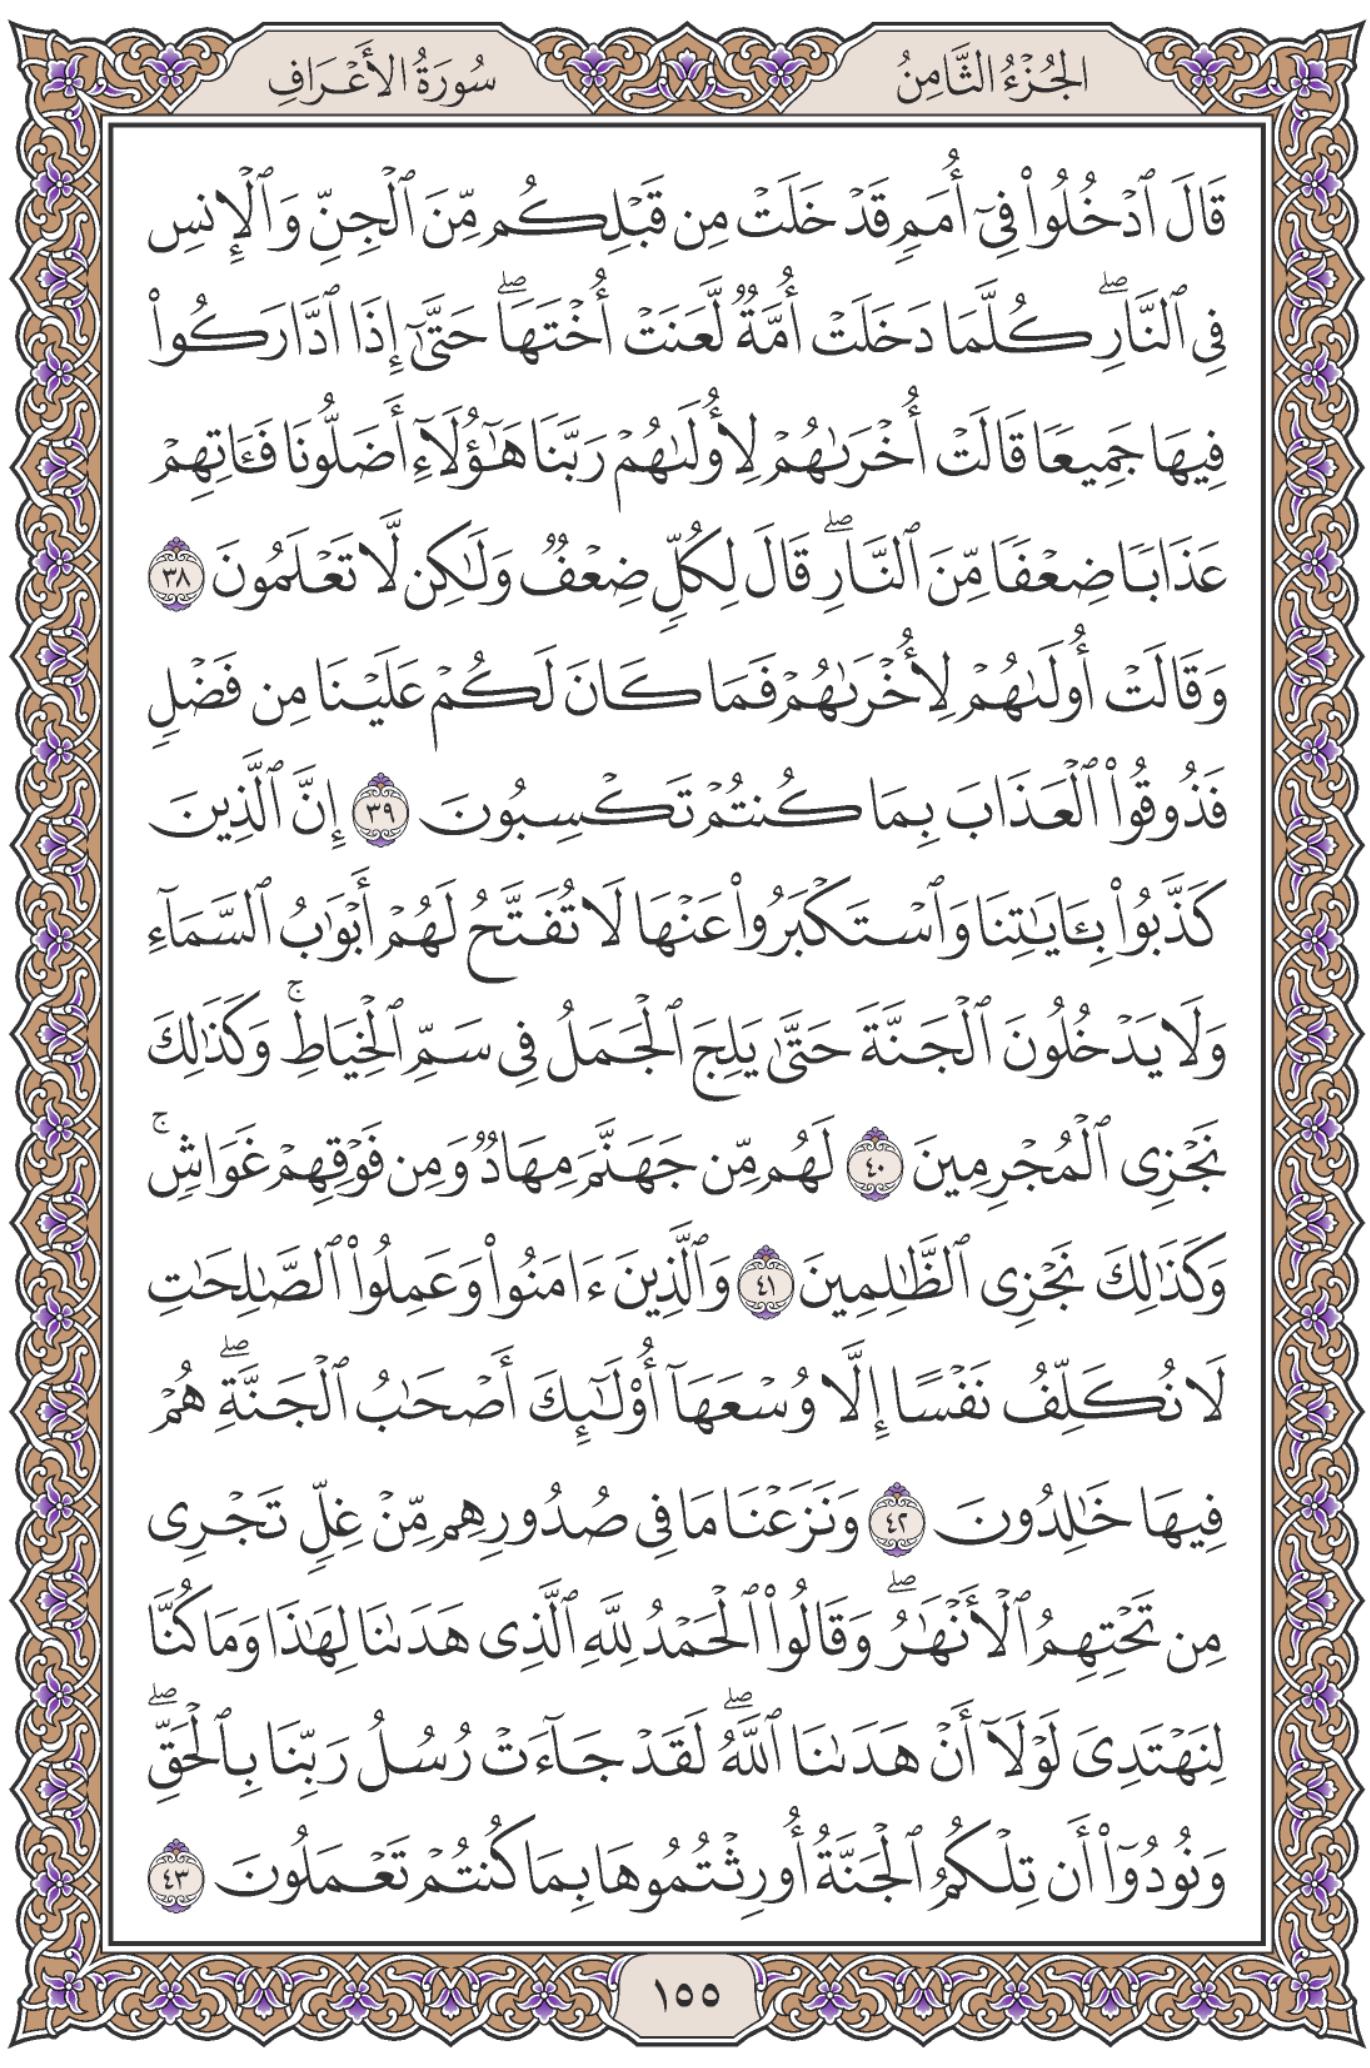 الجُزْءُ الثَّامِنُ
سُورَةُ الأَعْرَافِ
قَالَ ٱدْخُلُوا۟ فِىٓ أُمَمٍ قَدْ خَلَتْ مِن قَبْلِكُم مِّنَ ٱلْجِنِّ وَٱلْإِنسِ
فِى ٱلنَّارِ ۖ كُلَّمَا دَخَلَتْ أُمَّةٌ لَّعَنَتْ أُخْتَهَا ۖ حَتَّىٰٓ إِذَا ٱدَّارَكُوا۟
فِيهَا جَمِيعًا قَالَتْ أُخْرَىٰهُمْ لِأُولَىٰهُمْ رَبَّنَا هَٰٓؤُلَآءِ أَضَلُّونَا فَـَٔاتِهِمْ
عَذَابًا ضِعْفًا مِّنَ ٱلنَّارِ ۖ قَالَ لِكُلٍّ ضِعْفٌ وَلَٰكِن لَّا تَعْلَمُونَ ٣٨
وَقَالَتْ أُولَىٰهُمْ لِأُخْرَىٰهُمْ فَمَا كَانَ لَكُمْ عَلَيْنَا مِن فَضْلٍ
فَذُوقُوا۟ ٱلْعَذَابَ بِمَا كُنتُمْ تَكْسِبُونَ ٣٩ إِنَّ ٱلَّذِينَ
كَذَّبُوا۟ بِـَٔايَٰتِنَا وَٱسْتَكْبَرُوا۟ عَنْهَا لَا تُفَتَّحُ لَهُمْ أَبْوَٰبُ ٱلسَّمَآءِ
وَلَا يَدْخُلُونَ ٱلْجَنَّةَ حَتَّىٰ يَلِجَ ٱلْجَمَلُ فِى سَمِّ ٱلْخِيَاطِ ۚ وَكَذَٰلِكَ
نَجْزِى ٱلْمُجْرِمِينَ ٤٠ لَهُم مِّن جَهَنَّمَ مِهَادٌ وَمِن فَوْقِهِمْ غَوَاشٍ ۚ
وَكَذَٰلِكَ نَجْزِى ٱلظَّٰلِمِينَ ٤١ وَٱلَّذِينَ ءَامَنُوا۟ وَعَمِلُوا۟ ٱلصَّٰلِحَٰتِ
لَا نُكَلِّفُ نَفْسًا إِلَّا وُسْعَهَآ أُو۟لَٰٓئِكَ أَصْحَٰبُ ٱلْجَنَّةِ ۖ هُمْ
فِيهَا خَٰلِدُونَ ٤٢ وَنَزَعْنَا مَا فِى صُدُورِهِم مِّنْ غِلٍّ تَجْرِى
مِن تَحْتِهِمُ ٱلْأَنْهَٰرُ ۖ وَقَالُوا۟ ٱلْحَمْدُ لِلَّهِ ٱلَّذِى هَدَىٰنَا لِهَٰذَا وَمَا كُنَّا
لِنَهْتَدِىَ لَوْلَآ أَنْ هَدَىٰنَا ٱللَّهُ ۖ لَقَدْ جَآءَتْ رُسُلُ رَبِّنَا بِٱلْحَقِّ ۖ
وَنُودُوٓا۟ أَن تِلْكُمُ ٱلْجَنَّةُ أُورِثْتُمُوهَا بِمَا كُنتُمْ تَعْمَلُونَ ٤٣
١٥٥